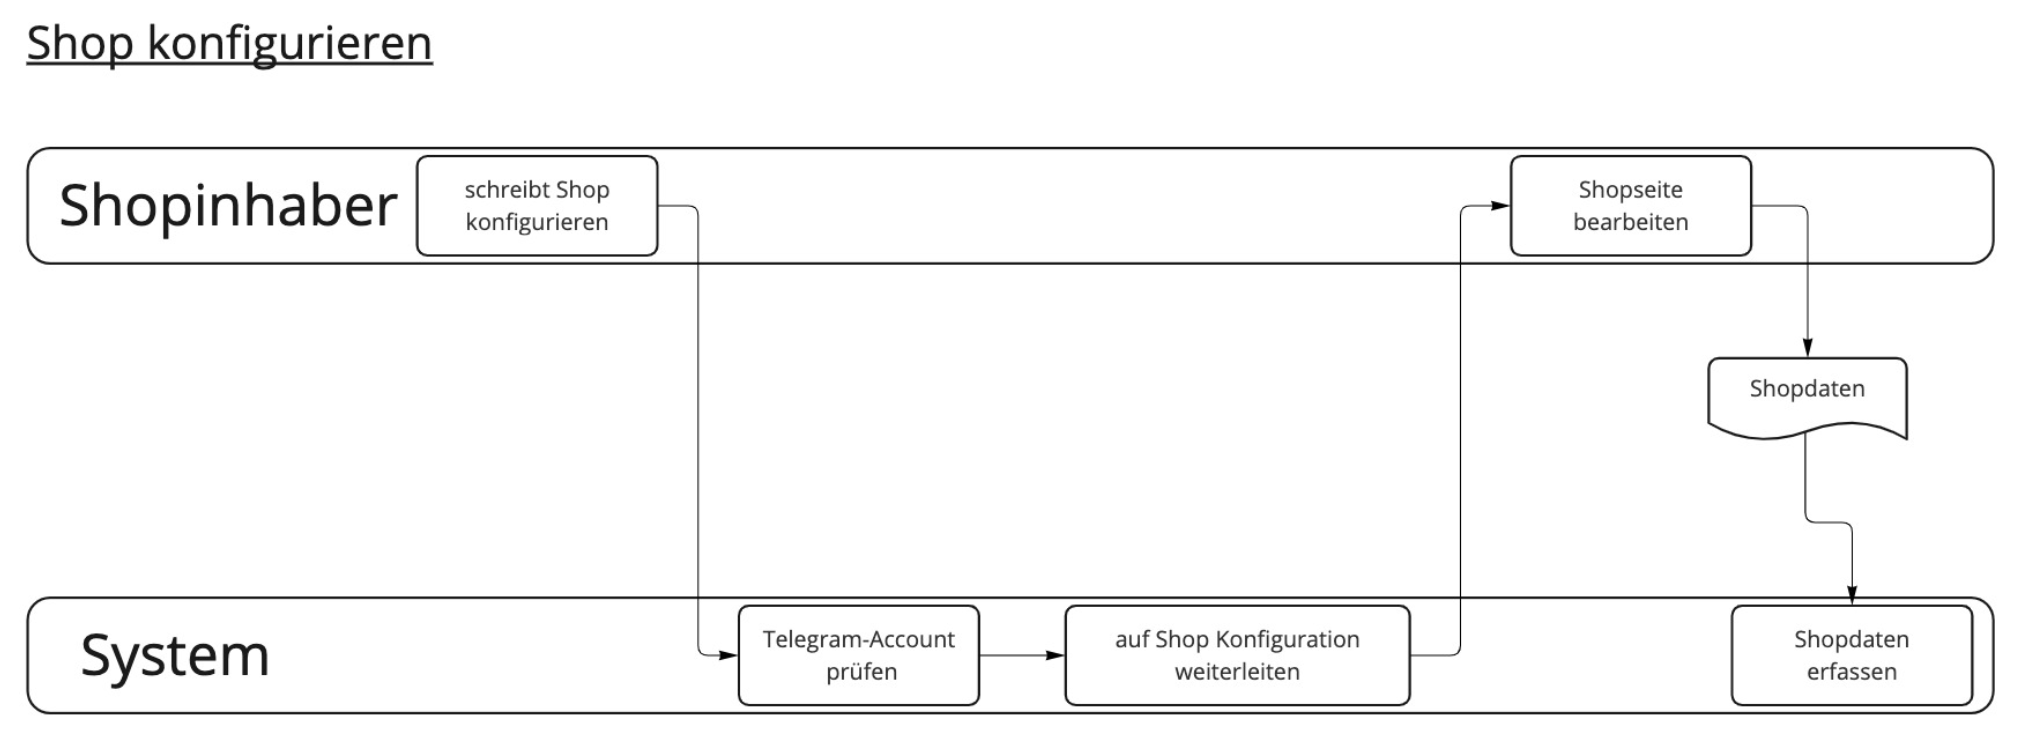 Shop konfigurieren
Shopinhaber
schreibt Shop
konfigurieren
Shopseite
bearbeiten
Shopdaten
System
Telegram-Account
prüfen
auf Shop Konfiguration
weiterleiten
Shopdaten
erfassen